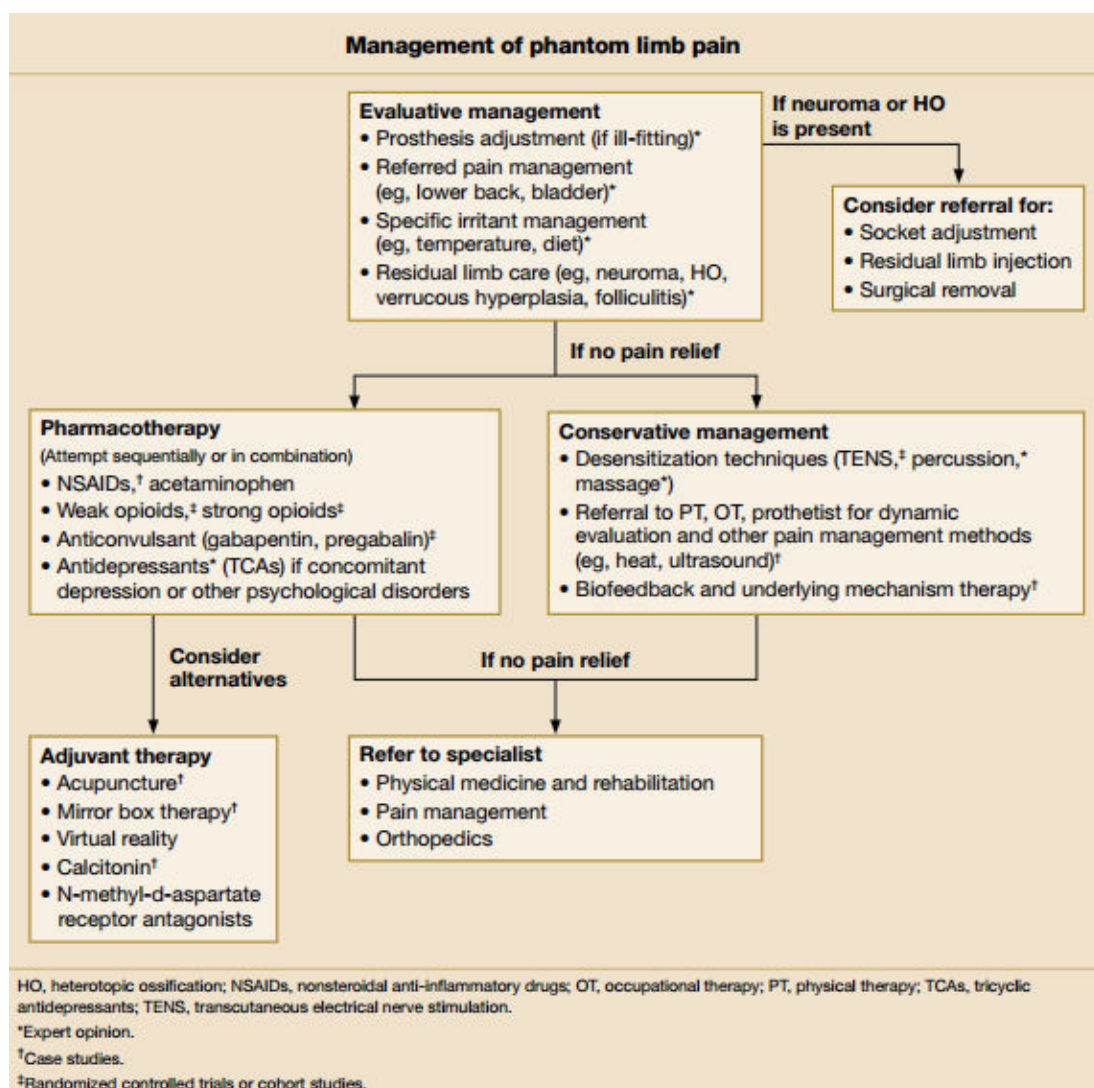 Management of phantom limb pain
Evaluative management
• Prosthesis adjustment (if ill-fitting)*
• Referred pain management
(eg, lower back, bladder)*
• Specific irritant management
(eg, temperature, diet)*
• Residual limb care (eg, neuroma, HO,
verrucous hyperplasia, folliculitis)*
If neuroma or HO
is present
Consider referral for:
• Socket adjustment
• Residual limb injection
• Surgical removal
If no pain relief
Pharmacotherapy
(Attempt sequentially or in combination)
• NSAIDs,† acetaminophen
• Weak opioids,‡ strong opioids‡
• Anticonvulsant (gabapentin, pregabalin)‡
• Antidepressants* (TCAs) if concomitant
depression or other psychological disorders
Conservative management
• Desensitization techniques (TENS,‡ percussion,*
massage*)
• Referral to PT, OT, prothetist for dynamic
evaluation and other pain management methods
(eg, heat, ultrasound)†
• Biofeedback and underlying mechanism therapy†
Consider
alternatives
If no pain relief
Adjuvant therapy
• Acupuncture†
• Mirror box therapy†
• Virtual reality
• Calcitonin†
• N-methyl-d-aspartate
receptor antagonists
Refer to specialist
• Physical medicine and rehabilitation
• Pain management
• Orthopedics
HO, heterotopic ossification; NSAIDs, nonsteroidal anti-inflammatory drugs; OT, occupational therapy; PT, physical therapy; TCAs, tricyclic
antidepressants; TENS, transcutaneous electrical nerve stimulation.
*Expert opinion.
†Case studies.
‡Randomized controlled trials or cohort studies.